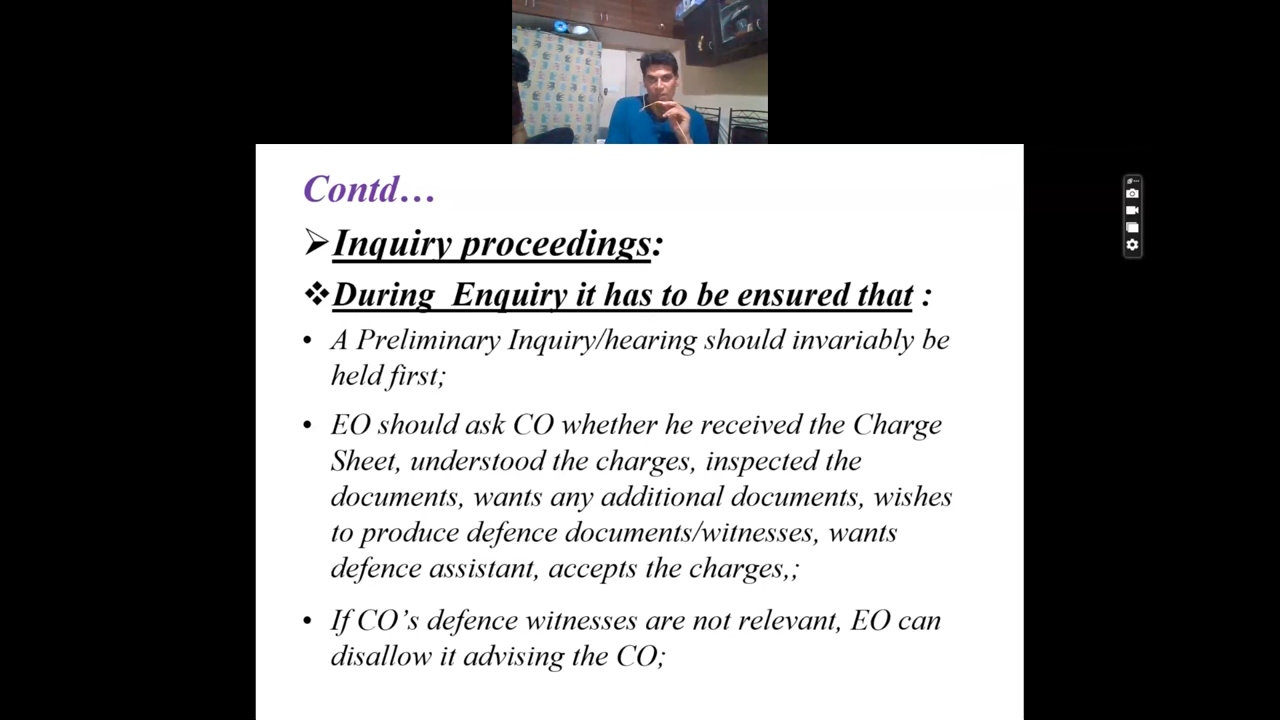 Contd…
➢Inquiry proceedings:
❖During Enquiry it has to be ensured that :
• A Preliminary Inquiry/hearing should invariably be
held first;
• EO should ask CO whether he received the Charge
Sheet, understood the charges, inspected the
documents, wants any additional documents, wishes
to produce defence documents/witnesses, wants
defence assistant, accepts the charges,;
• If CO’s defence witnesses are not relevant, EO can
disallow it advising the CO;